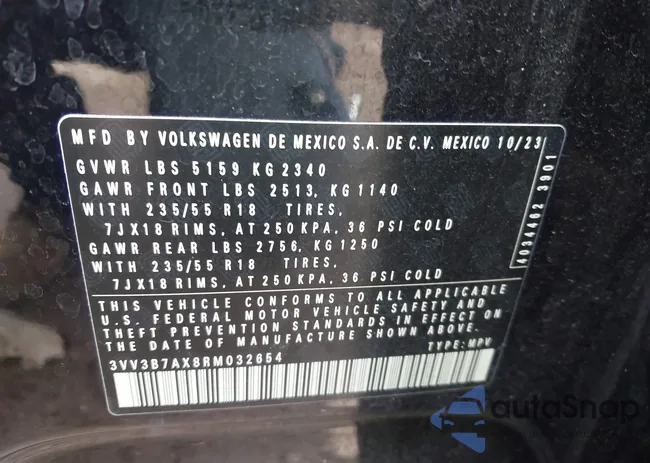 MFD BY VOLKSWAGEN DE MEXICO S.A. DE C.V. MEXICO 10/23
GVWR LBS 5159 KG 2340
GAWR FRONT LBS 2513, KG 1140
WITH 235/55 R18 TIRES,
7JX18 RIMS, AT 250 KPA, 36 PSI COLD
GAWR REAR LBS 2756, KG 1250
WITH 235/55 R18 TIRES,
7JX18 RIMS, AT 250 KPA, 36 PSI COLD
THIS VEHICLE CONFORMS TO ALL APPLICABLE
U.S. FEDERAL MOTOR VEHICLE SAFETY AND
THEFT PREVENTION STANDARDS IN EFFECT ON
THE DATE OF MANUFACTURE SHOWN ABOVE.
3VV3B7AX8RM032654 TYPE: MPV
4034462 3901
autoSnap